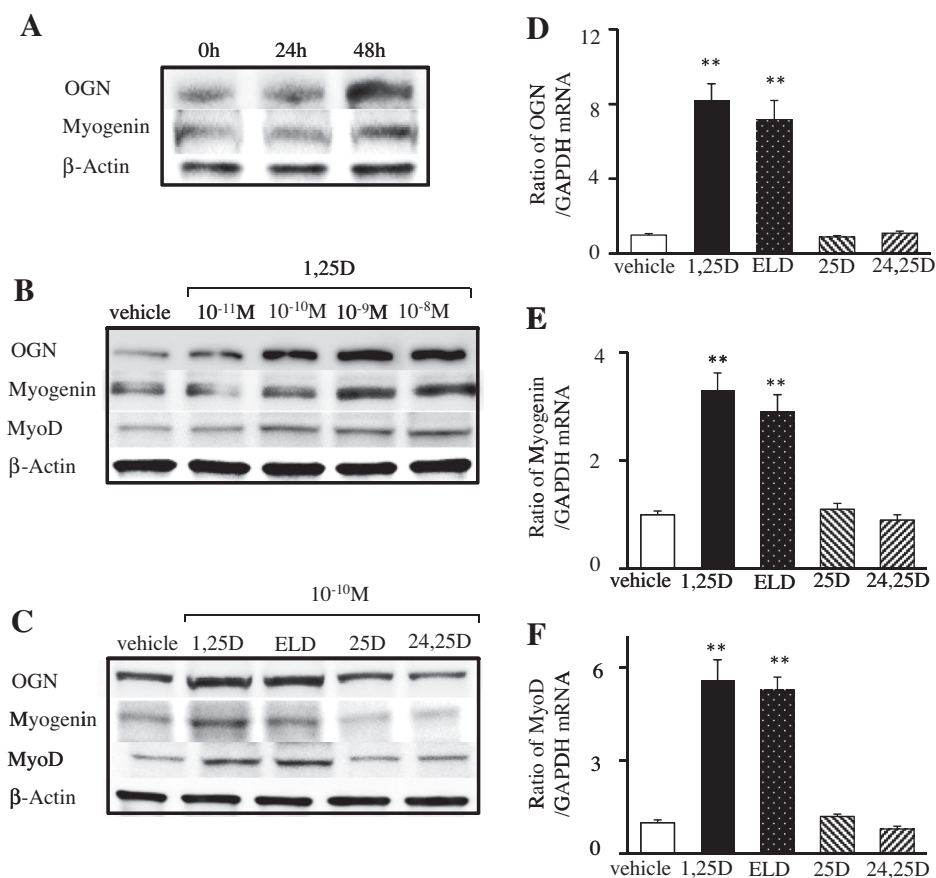 A
0h 24h 48h
OGN
Myogenin
β-Actin
B
1,25D
vehicle 10⁻¹¹M 10⁻¹⁰M 10⁻⁹M 10⁻⁸M
OGN
Myogenin
MyoD
β-Actin
C
10⁻¹⁰M
vehicle 1,25D ELD 25D 24,25D
OGN
Myogenin
MyoD
β-Actin
D
Ratio of OGN
/GAPDH mRNA
12
8
4
0
** **
vehicle 1,25D ELD 25D 24,25D
E
Ratio of Myogenin
/GAPDH mRNA
4
2
0
** **
vehicle 1,25D ELD 25D 24,25D
F
Ratio of MyoD
/GAPDH mRNA
6
3
0
** **
vehicle 1,25D ELD 25D 24,25D